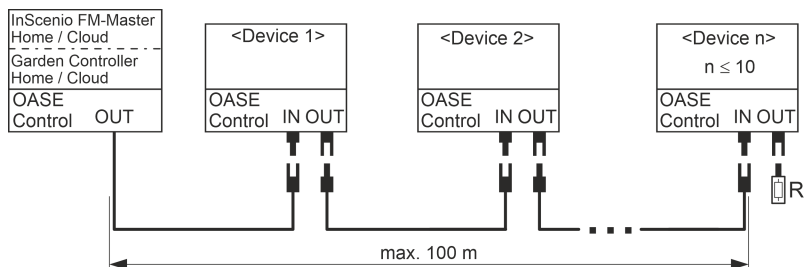 InScenio FM-Master
Home / Cloud
Garden Controller
Home / Cloud
OASE
Control OUT
<Device 1>
OASE
Control IN OUT
<Device 2>
OASE
Control IN OUT
<Device n>
n ≤ 10
OASE
Control IN OUT
R
max. 100 m